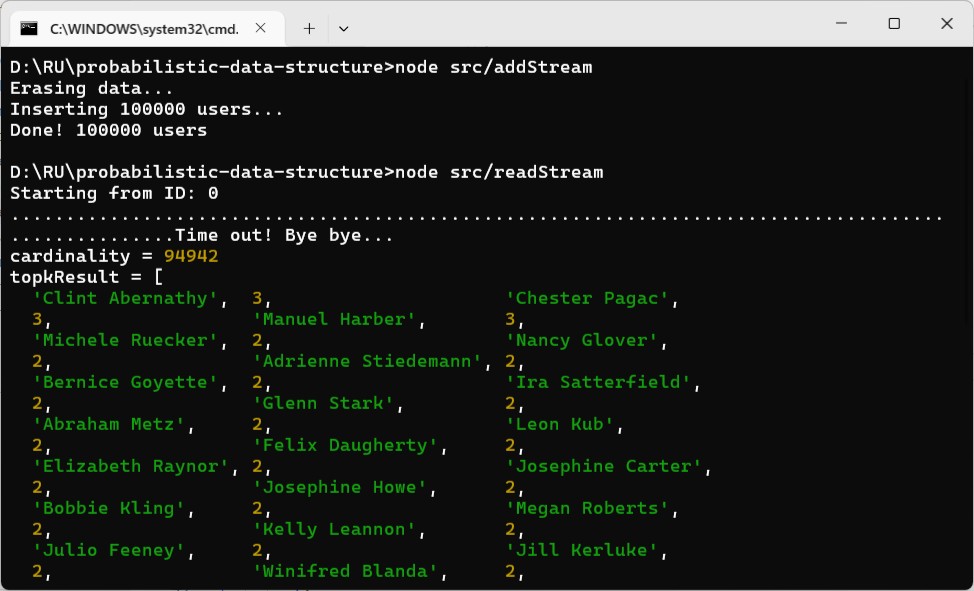 C:\WINDOWS\system32\cmd.
D:\RU\probabilistic-data-structure>node src/addStream
Erasing data...
Inserting 100000 users...
Done! 100000 users
D:\RU\probabilistic-data-structure>node src/readStream
Starting from ID: 0
.....................................................................................
...............Time out! Bye bye...
cardinality = 94942
topkResult = [
'Clint Abernathy', 3, 'Chester Pagac',
3, 'Manuel Harber', 3,
'Michele Ruecker', 2, 'Nancy Glover',
2, 'Adrienne Stiedemann', 2,
'Bernice Goyette', 2, 'Ira Satterfield',
2, 'Glenn Stark', 2,
'Abraham Metz', 2, 'Leon Kub',
2, 'Felix Daugherty', 2,
'Elizabeth Raynor', 2, 'Josephine Carter',
2, 'Josephine Howe', 2,
'Bobbie Kling', 2, 'Megan Roberts',
2, 'Kelly Leannon', 2,
'Julio Feeney', 2, 'Jill Kerluke',
2, 'Winifred Blanda', 2,